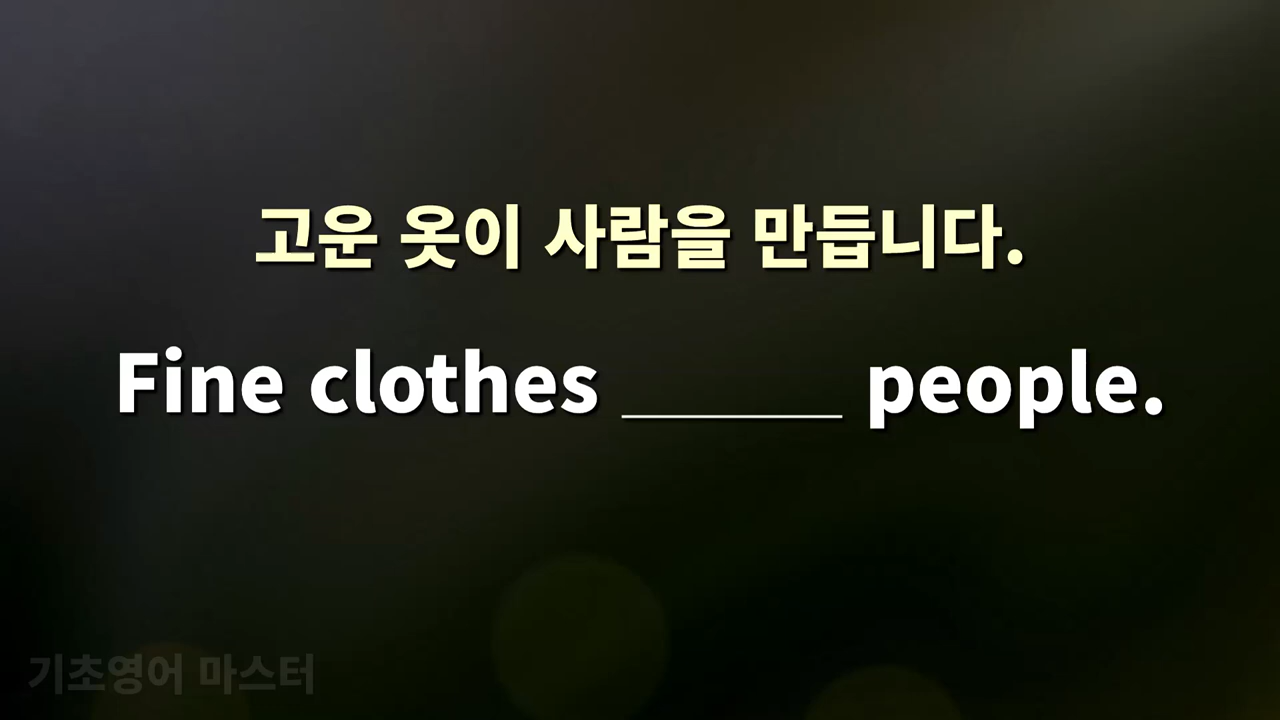 고운 옷이 사람을 만듭니다.
Fine clothes _____ people.
기초영어 마스터